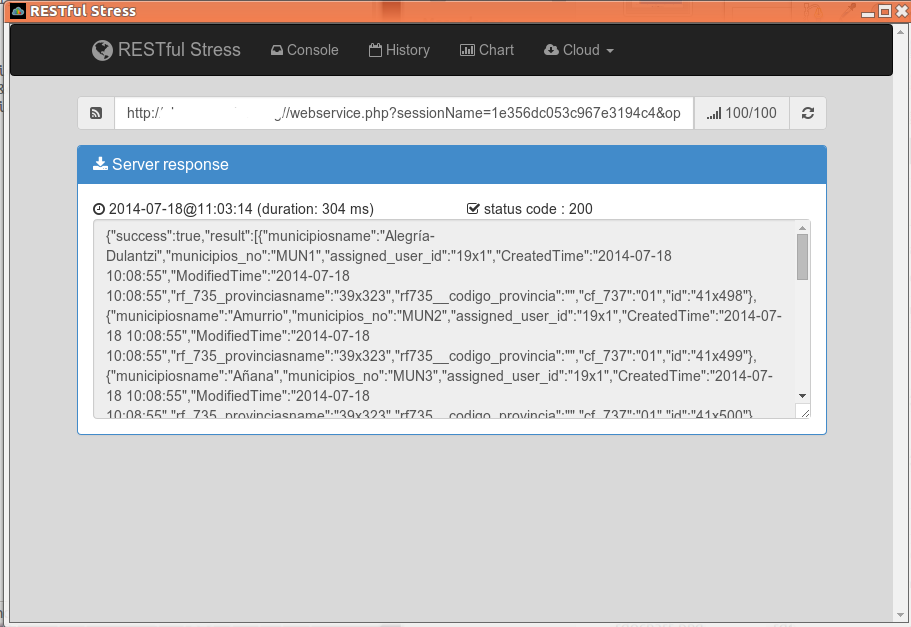 RESTful Stress
RESTful Stress Console History Chart Cloud
http:/ //webservice.php?sessionName=1e356dc053c967e3194c4&op 100/100
Server response
2014-07-18@11:03:14 (duration: 304 ms) status code : 200
{"success":true,"result":[{"municipiosname":"Alegría-
Dulantzi","municipios_no":"MUN1","assigned_user_id":"19x1","CreatedTime":"2014-07-18
10:08:55","ModifiedTime":"2014-07-18
10:08:55","rf_735_provinciasname":"39x323","rf735__codigo_provincia":"","cf_737":"01","id":"41x498"},
{"municipiosname":"Amurrio","municipios_no":"MUN2","assigned_user_id":"19x1","CreatedTime":"2014-07-
18 10:08:55","ModifiedTime":"2014-07-18
10:08:55","rf_735_provinciasname":"39x323","rf735__codigo_provincia":"","cf_737":"01","id":"41x499"},
{"municipiosname":"Añana","municipios_no":"MUN3","assigned_user_id":"19x1","CreatedTime":"2014-07-
18 10:08:55","ModifiedTime":"2014-07-18
10:08:55","rf_735_provinciasname":"39x323","rf735__codigo_provincia":"","cf_737":"01","id":"41x500"},